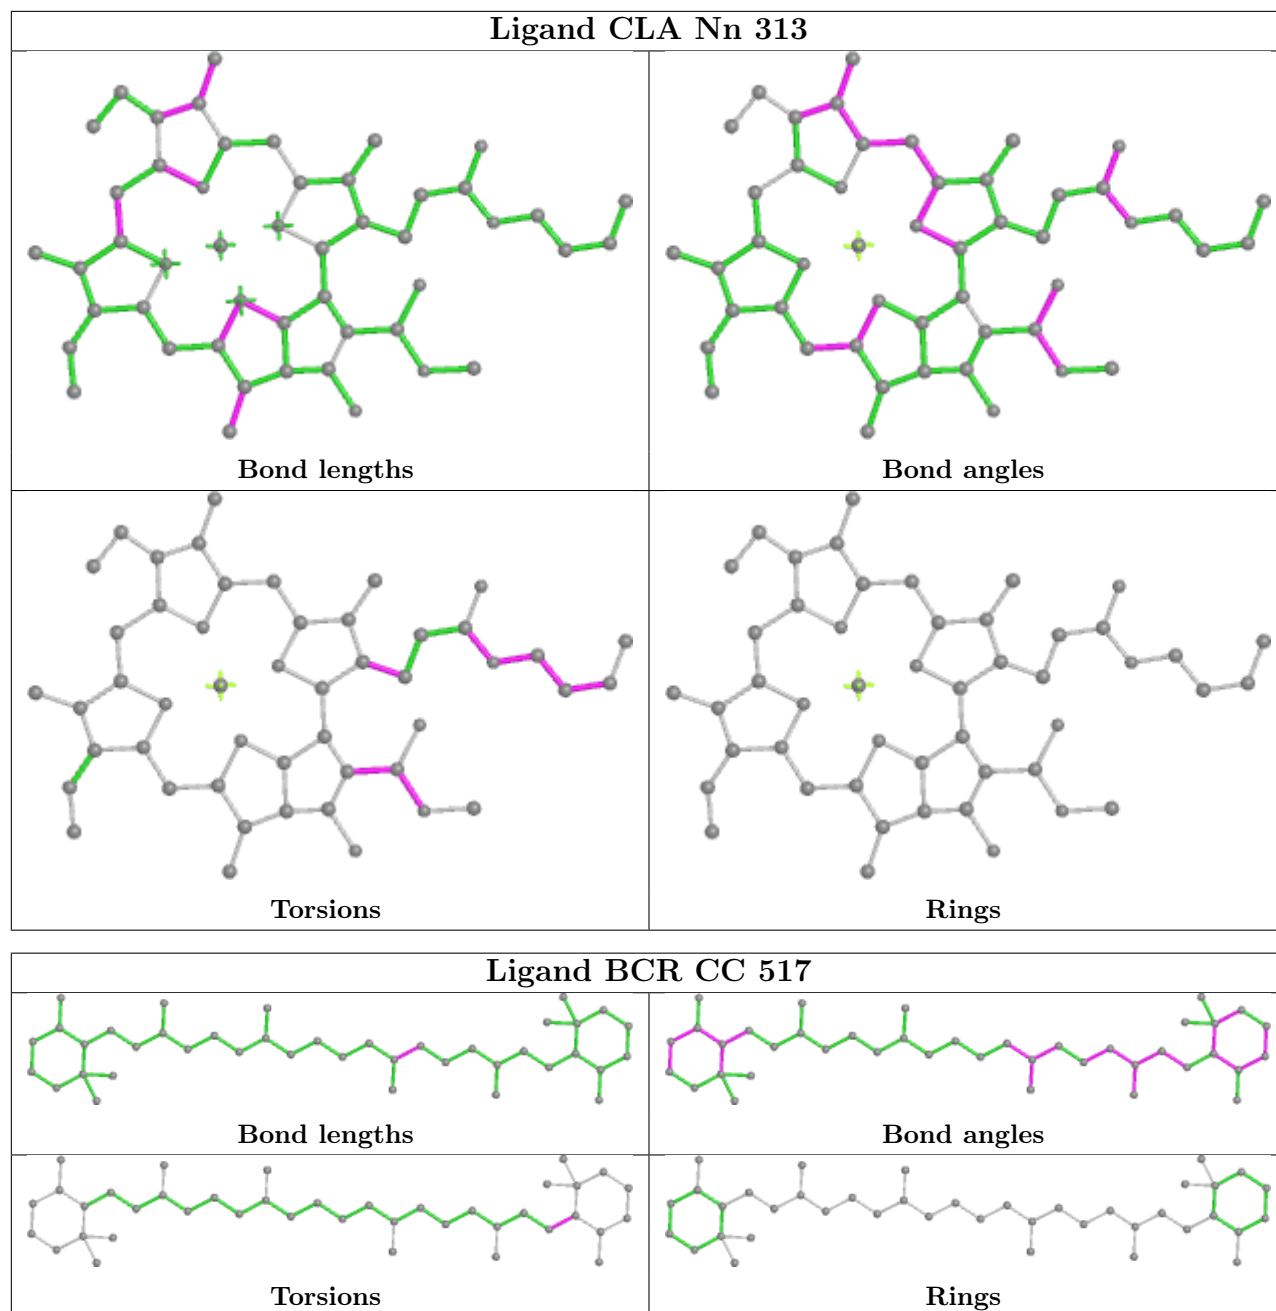 Ligand CLA Nn 313
Bond lengths
Bond angles
Torsions
Rings
Ligand BCR CC 517
Bond lengths
Bond angles
Torsions
Rings